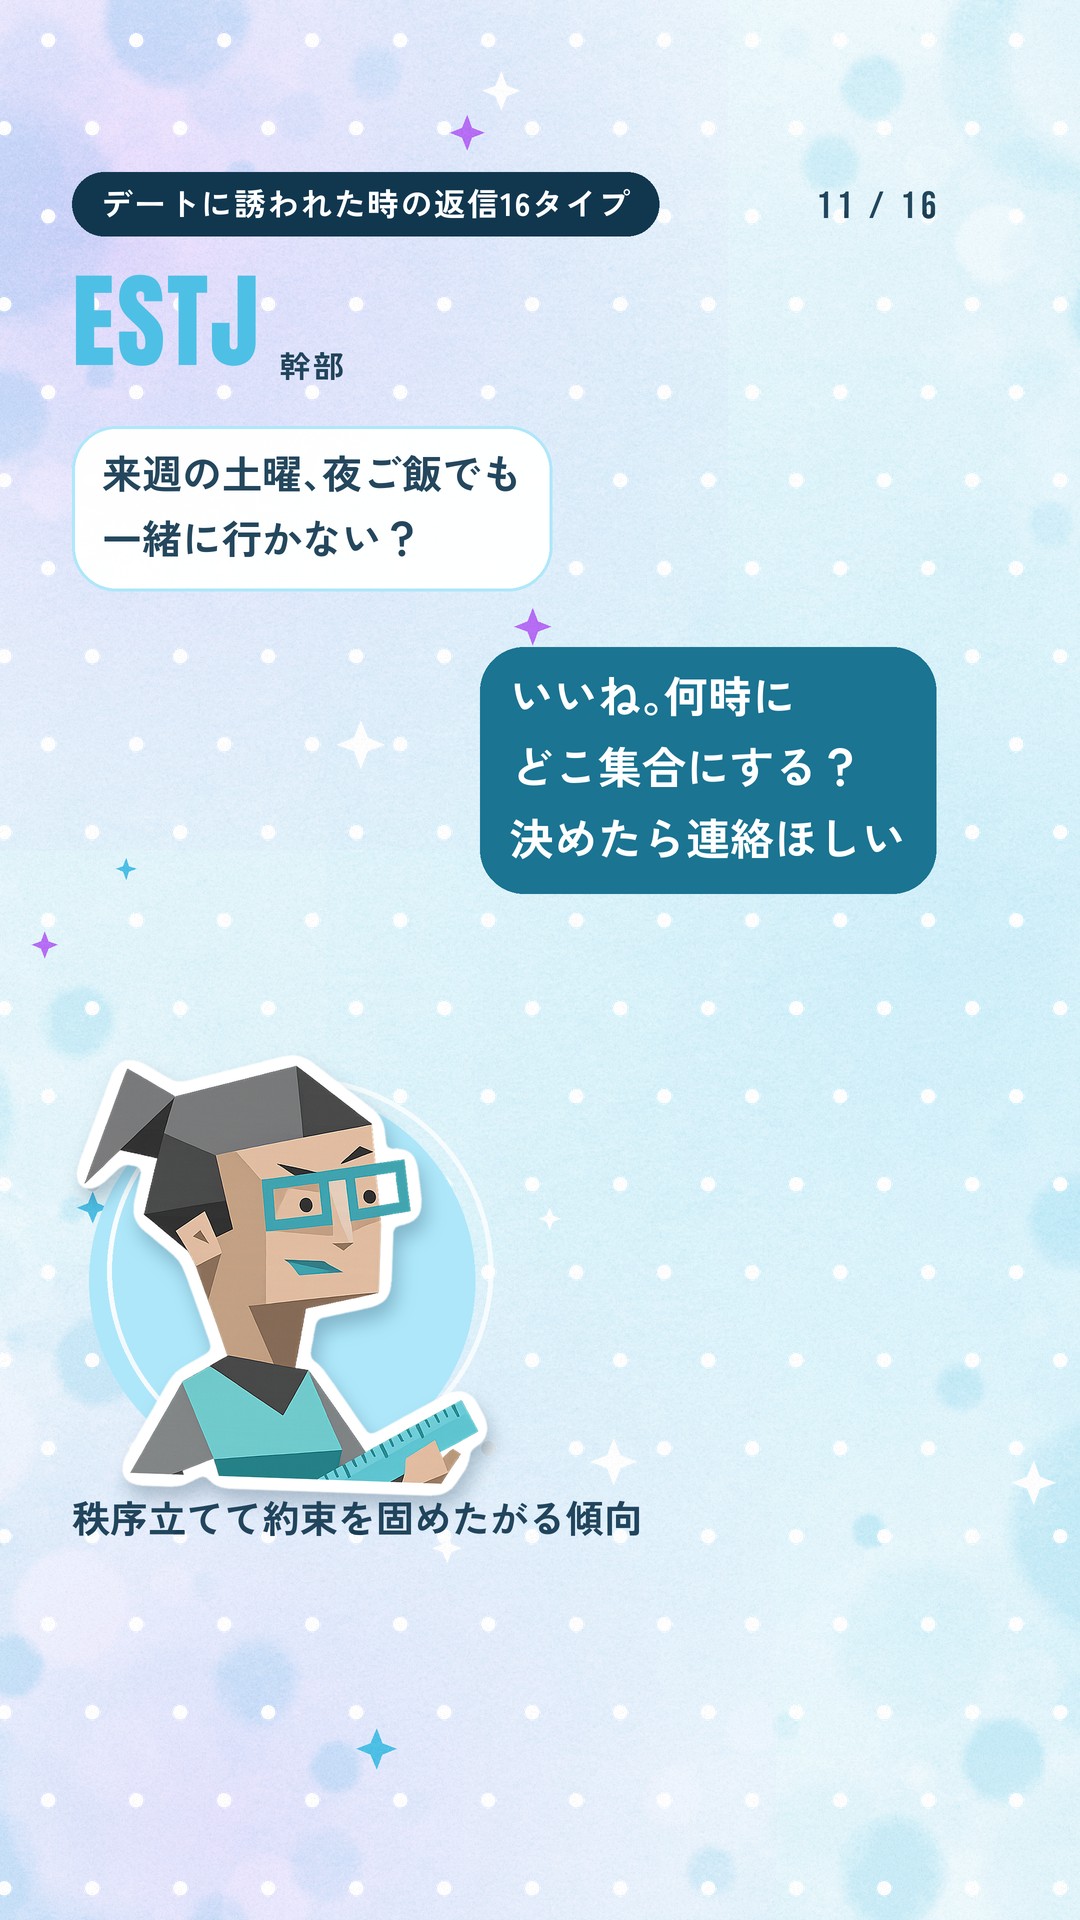 デートに誘われた時の返信16タイプ
11 / 16
ESTJ
幹部
来週の土曜、夜ご飯でも
一緒に行かない？
いいね。何時に
どこ集合にする？
決めたら連絡ほしい
秩序立てて約束を固めたがる傾向